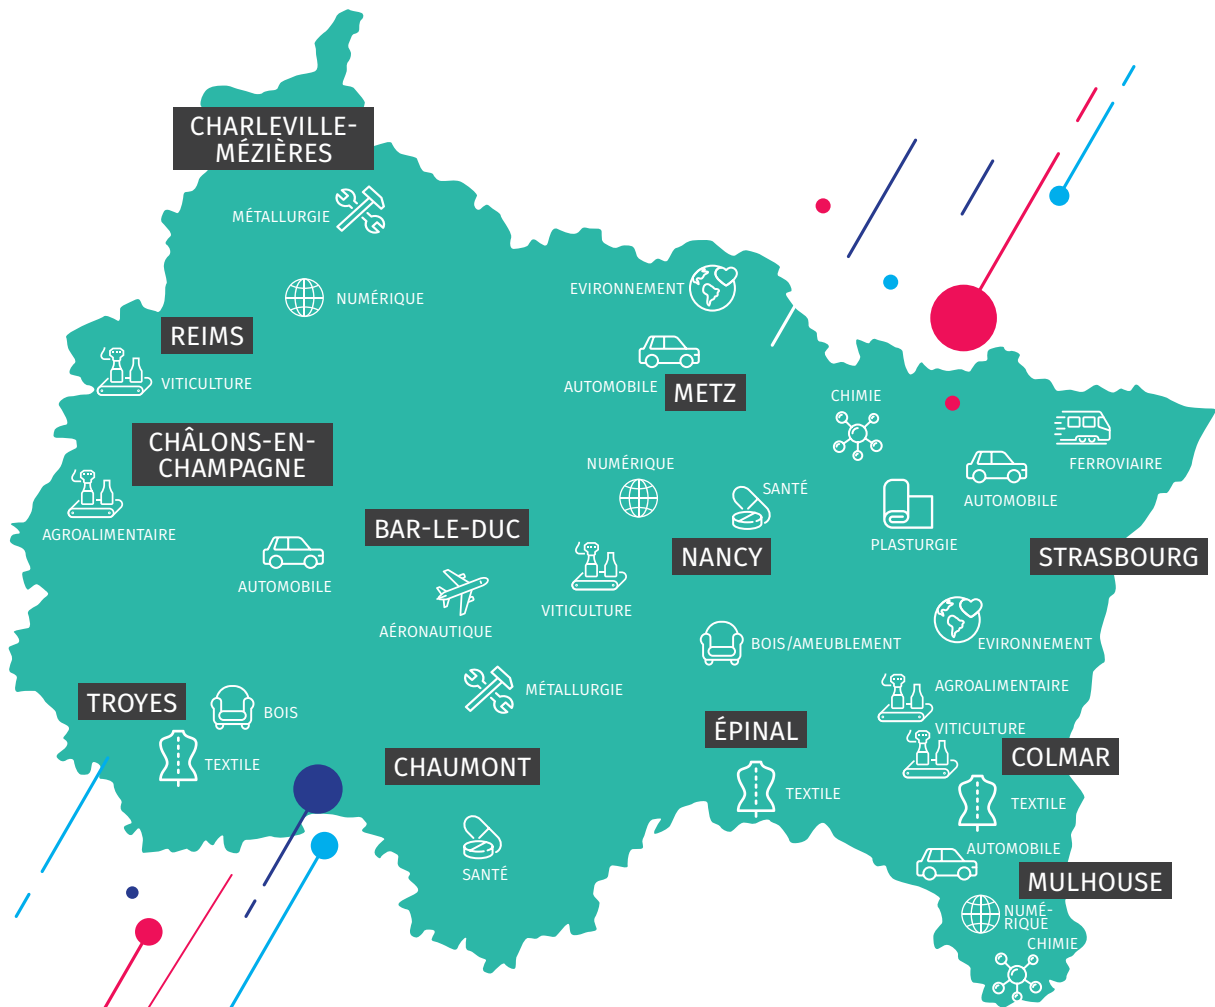 CHARLEVILLE-
MÉZIÈRES
MÉTALLURGIE
EVIRONNEMENT
NUMÉRIQUE
REIMS
VITICULTURE
AUTOMOBILE
METZ
CHIMIE
CHÂLONS-EN-
CHAMPAGNE
NUMÉRIQUE
FERROVIAIRE
SANTÉ
AUTOMOBILE
AGROALIMENTAIRE
BAR-LE-DUC
PLASTURGIE
NANCY
STRASBOURG
AUTOMOBILE
VITICULTURE
AÉRONAUTIQUE
BOIS/AMEUBLEMENT
EVIRONNEMENT
MÉTALLURGIE
AGROALIMENTAIRE
TROYES
BOIS
ÉPINAL
VITICULTURE
COLMAR
TEXTILE
CHAUMONT
TEXTILE
TEXTILE
AUTOMOBILE
SANTÉ
MULHOUSE
NUMÉ-
RIQUE
CHIMIE